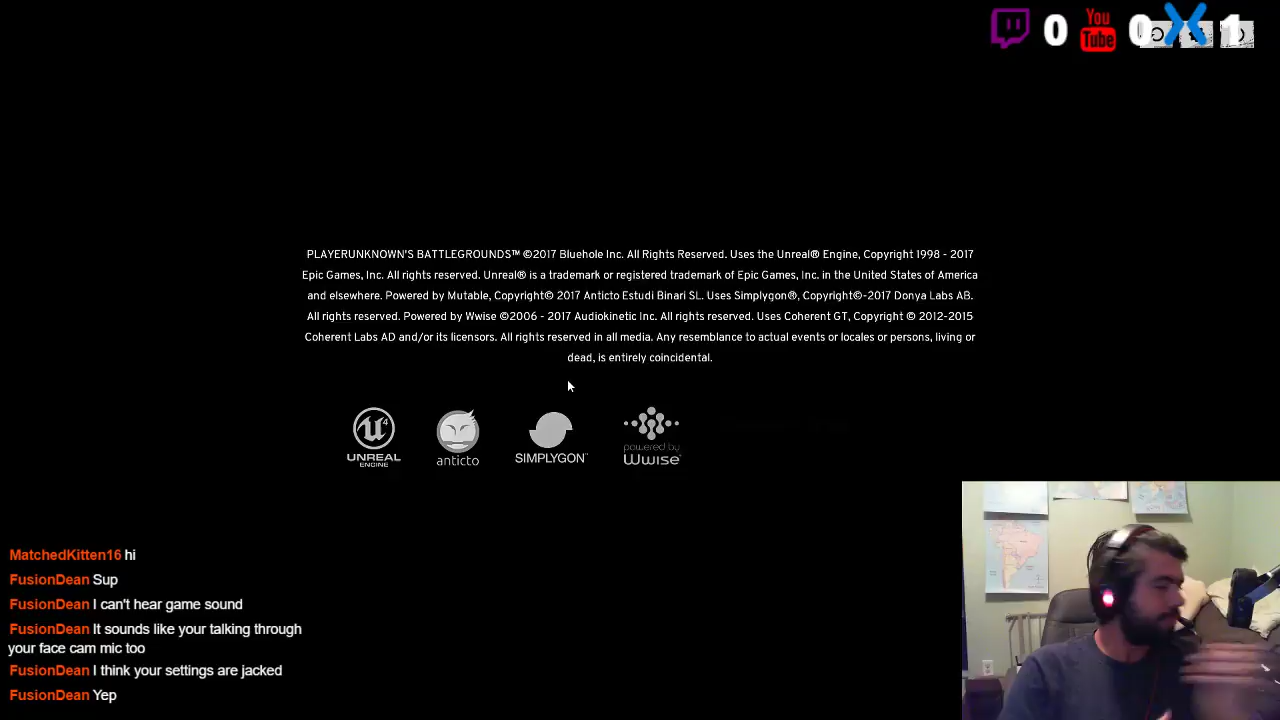 0 You Tube 0 1
PLAYERUNKNOWN'S BATTLEGROUNDS™ ©2017 Bluehole Inc. All Rights Reserved. Uses the Unreal® Engine, Copyright 1998 - 2017
Epic Games, Inc. All rights reserved. Unreal® is a trademark or registered trademark of Epic Games, Inc. in the United States of America
and elsewhere. Powered by Mutable, Copyright© 2017 Anticto Estudi Binari SL. Uses Simplygon®, Copyright©-2017 Donya Labs AB.
All rights reserved. Powered by Wwise ©2006 - 2017 Audiokinetic Inc. All rights reserved. Uses Coherent GT, Copyright © 2012-2015
Coherent Labs AD and/or its licensors. All rights reserved in all media. Any resemblance to actual events or locales or persons, living or
dead, is entirely coincidental.
UNREAL ENGINE 4
anticto
SIMPLYGON™
powered by
Wwise
MatchedKitten16 hi
FusionDean Sup
FusionDean I can't hear game sound
FusionDean It sounds like your talking through
your face cam mic too
FusionDean I think your settings are jacked
FusionDean Yep